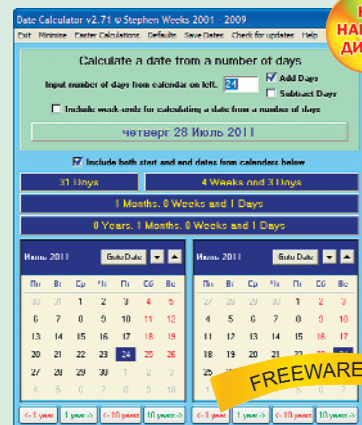 Date Calculator v2.71 © Stephen Weeks 2001 - 2009
Exit Minimise Easter Calculations Defaults Save Dates Check for updates Help
Calculate a date from a number of days
Input number of days from calendar on left. 24
Add Days
Subtract Days
Include week-ends for calculating a date from a number of days
четверг 28 Июль 2011
Include both start and end dates from calendars below
31 Days 4 Weeks and 3 Days
1 Months, 0 Weeks and 1 Days
0 Years, 1 Months, 0 Weeks and 1 Days
Июнь 2011 Goto Date Июль 2011 Goto Date
Пн Вт Ср Чт Пт Сб Вс Пн Вт Ср Чт Пт Сб Вс
30 31 1 2 3 4 5 27 28 29 30 1 2 3
6 7 8 9 10 11 12 4 5 6 7 8 9 10
13 14 15 16 17 18 19 11 12 13 14 15 16 17
20 21 22 23 24 25 26 18 19 20 21 22 23 24
27 28 29 30 1 2 3 25
4 5 6 7 8 9 10
FREEWARE
<- 1 year 1 year -> <- 10 years 10 years -> <- 1 year 1 year -> <- 10 years 10 years ->